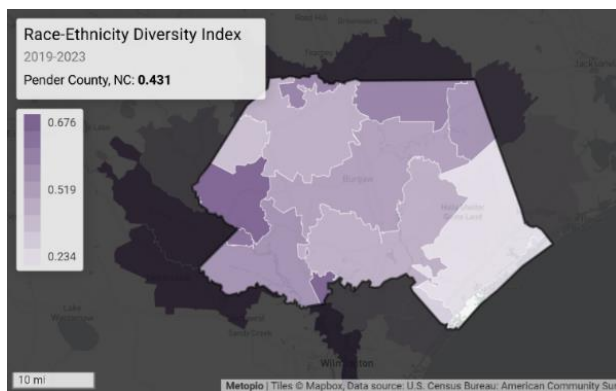 Race-Ethnicity Diversity Index
2019-2023
Pender County, NC: 0.431
0.676
0.519
0.234
Burgaw
10 mi
Metopio | Tiles © Mapbox, Data source: U.S. Census Bureau: American Community Su